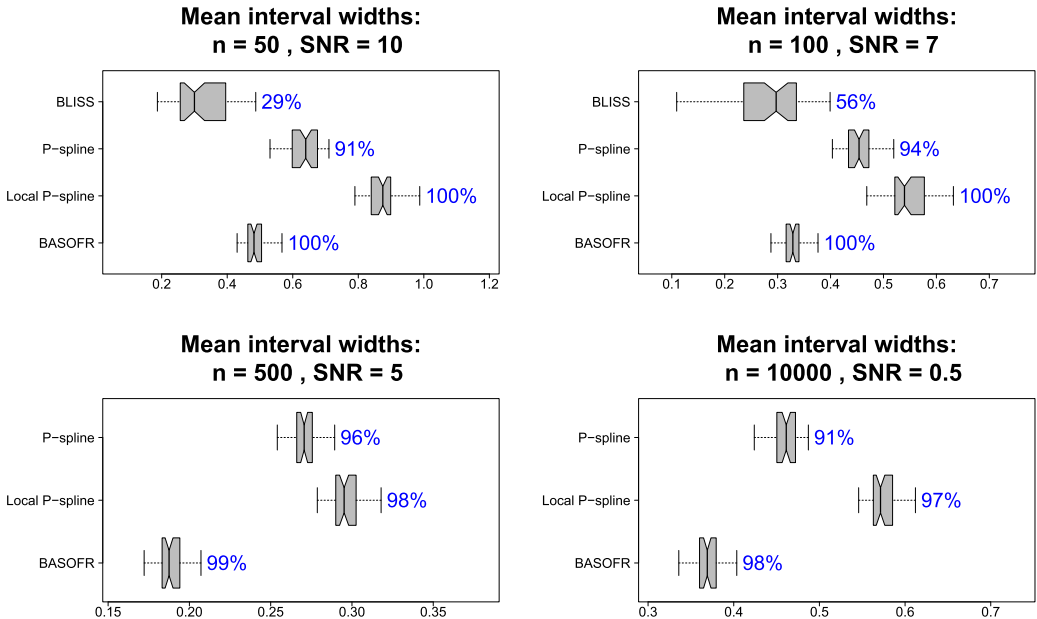 Mean interval widths:
n = 50 , SNR = 10
BLISS
29%
P−spline
91%
Local P−spline
100%
BASOFR
100%
0.2 0.4 0.6 0.8 1.0 1.2
Mean interval widths:
n = 100 , SNR = 7
BLISS
56%
P−spline
94%
Local P−spline
100%
BASOFR
100%
0.1 0.2 0.3 0.4 0.5 0.6 0.7
Mean interval widths:
n = 500 , SNR = 5
P−spline
96%
Local P−spline
98%
BASOFR
99%
0.15 0.20 0.25 0.30 0.35
Mean interval widths:
n = 10000 , SNR = 0.5
P−spline
91%
Local P−spline
97%
BASOFR
98%
0.3 0.4 0.5 0.6 0.7